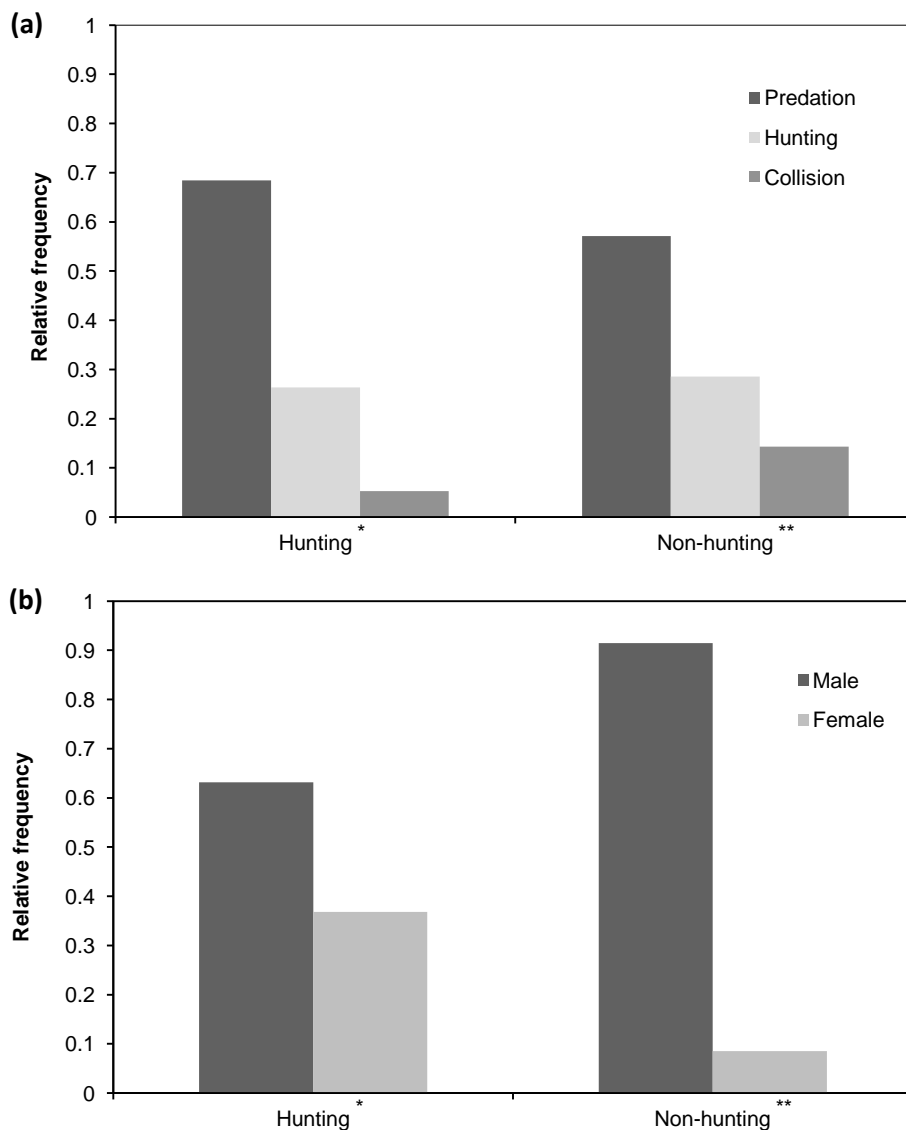 (a)
1
0.9
0.8
0.7
0.6
0.5
0.4
0.3
0.2
0.1
0
Relative frequency
Predation
Hunting
Collision
Hunting * Non-hunting **
(b)
1
0.9
0.8
0.7
0.6
0.5
0.4
0.3
0.2
0.1
0
Relative frequency
Male
Female
Hunting * Non-hunting **